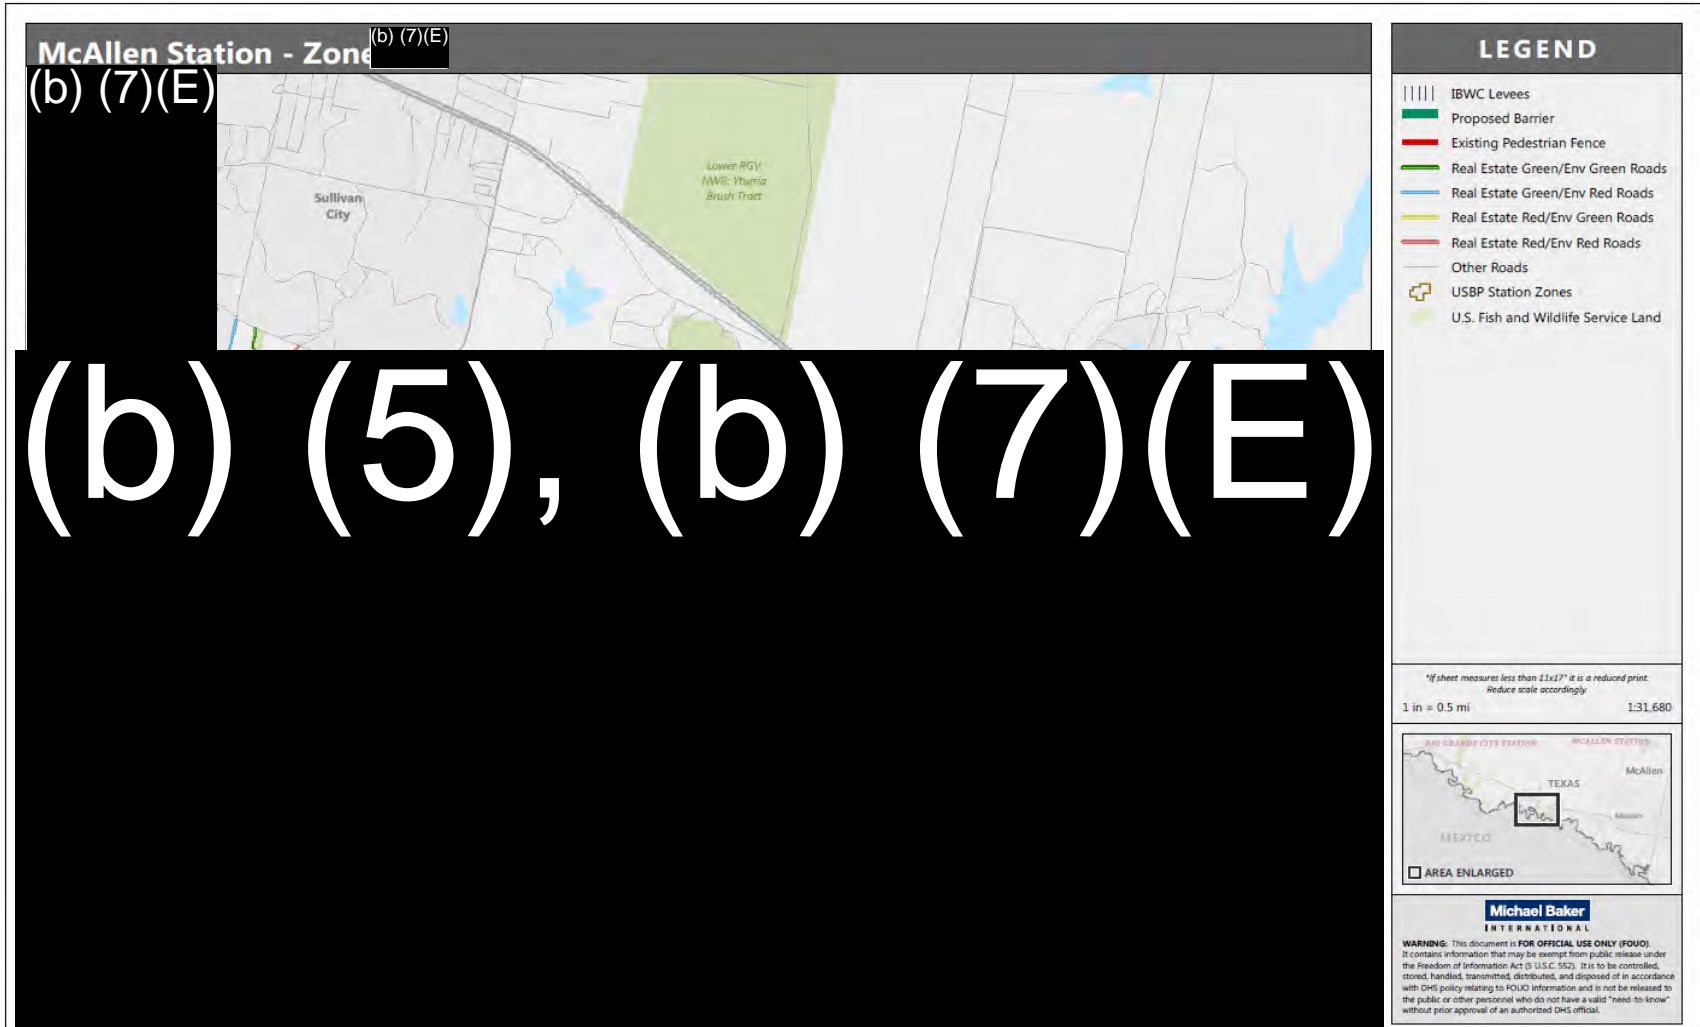 McAllen Station - Zone
(b) (7)(E)
(b) (7)(E)
Sullivan
City
Lower RGV
NWR: Yturria
Brush Tract
(b) (5), (b) (7)(E)
LEGEND
IBWC Levees
Proposed Barrier
Existing Pedestrian Fence
Real Estate Green/Env Green Roads
Real Estate Green/Env Red Roads
Real Estate Red/Env Green Roads
Real Estate Red/Env Red Roads
Other Roads
USBP Station Zones
U.S. Fish and Wildlife Service Land
"If sheet measures less than 11x17" it is a reduced print.
Reduce scale accordingly.
1 in = 0.5 mi 1:31,680
RIO GRANDE CITY STATION MCALLEN STATION
McAllen
TEXAS
Mission
MEXICO
AREA ENLARGED
Michael Baker
INTERNATIONAL
WARNING: This document is FOR OFFICIAL USE ONLY (FOUO).
It contains information that may be exempt from public release under
the Freedom of Information Act (5 U.S.C. 552). It is to be controlled,
stored, handled, transmitted, distributed, and disposed of in accordance
with DHS policy relating to FOUO information and is not be released to
the public or other personnel who do not have a valid "need-to-know"
without prior approval of an authorized DHS official.